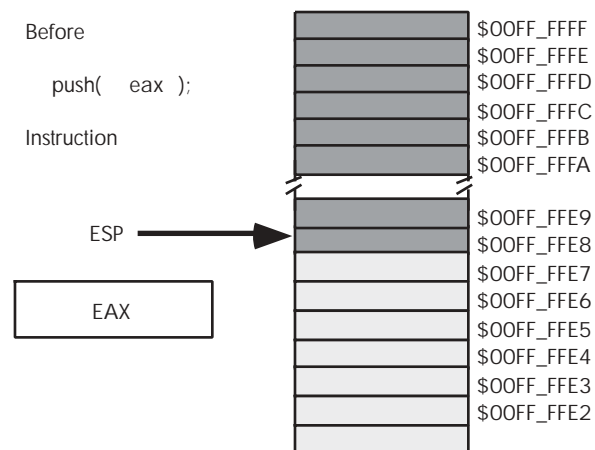 Before
push( eax );
Instruction
ESP
EAX
$00FF_FFFF
$00FF_FFFE
$00FF_FFFD
$00FF_FFFC
$00FF_FFFB
$00FF_FFFA
$00FF_FFE9
$00FF_FFE8
$00FF_FFE7
$00FF_FFE6
$00FF_FFE5
$00FF_FFE4
$00FF_FFE3
$00FF_FFE2